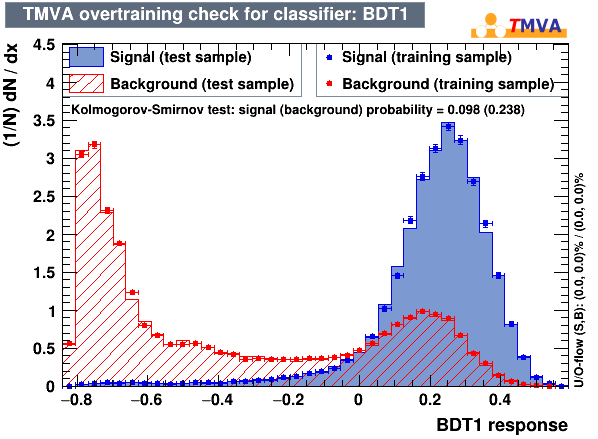 TMVA overtraining check for classifier: BDT1
TMVA
Signal (test sample)
Background (test sample)
Signal (training sample)
Background (training sample)
Kolmogorov-Smirnov test: signal (background) probability = 0.098 (0.238)
(1/N) dN / dx
4.5
4
3.5
3
2.5
2
1.5
1
0.5
0
−0.8 −0.6 −0.4 −0.2 0 0.2 0.4
BDT1 response
U/O-flow (S,B): (0.0, 0.0)% / (0.0, 0.0)%